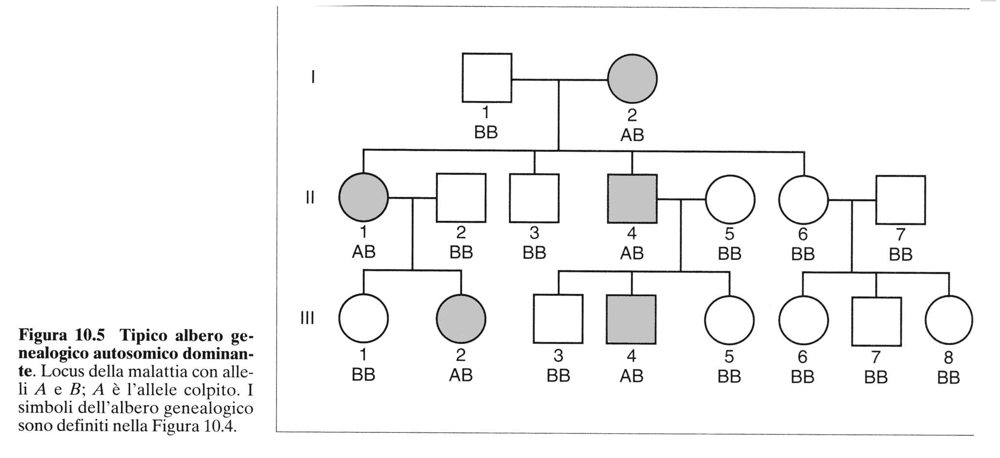 I
1
2
BB
AB
II
1
2
3
4
5
6
7
AB
BB
BB
AB
BB
BB
BB
III
1
2
3
4
5
6
7
8
BB
AB
BB
AB
BB
BB
BB
BB
Figura 10.5 Tipico albero ge-
nealogico autosomico dominan-
te. Locus della malattia con alle-
li A e B; A è l'allele colpito. I
simboli dell'albero genealogico
sono definiti nella Figura 10.4.